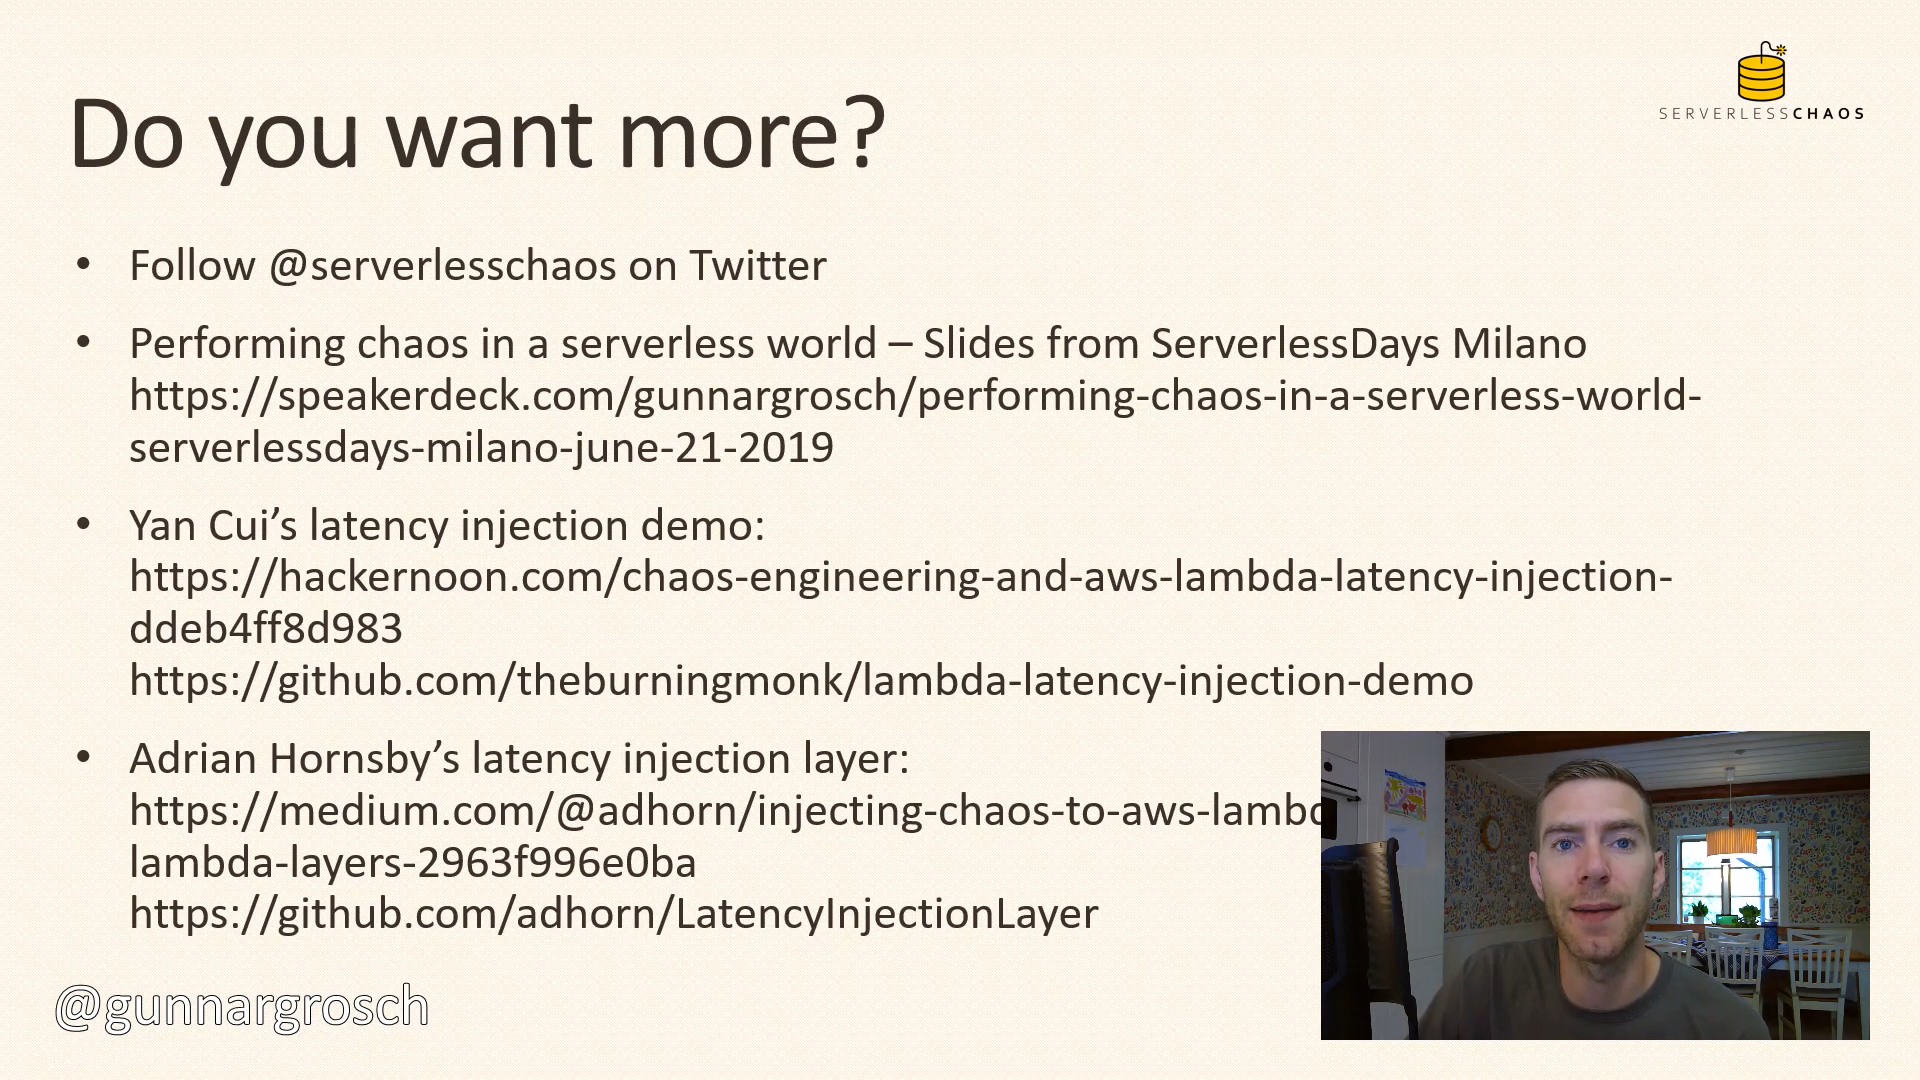 SERVERLESSCHAOS
Do you want more?
• Follow @serverlesschaos on Twitter
• Performing chaos in a serverless world – Slides from ServerlessDays Milano
https://speakerdeck.com/gunnargrosch/performing-chaos-in-a-serverless-world-
serverlessdays-milano-june-21-2019
• Yan Cui’s latency injection demo:
https://hackernoon.com/chaos-engineering-and-aws-lambda-latency-injection-
ddeb4ff8d983
https://github.com/theburningmonk/lambda-latency-injection-demo
• Adrian Hornsby’s latency injection layer:
https://medium.com/@adhorn/injecting-chaos-to-aws-lamb
lambda-layers-2963f996e0ba
https://github.com/adhorn/LatencyInjectionLayer
@gunnargrosch